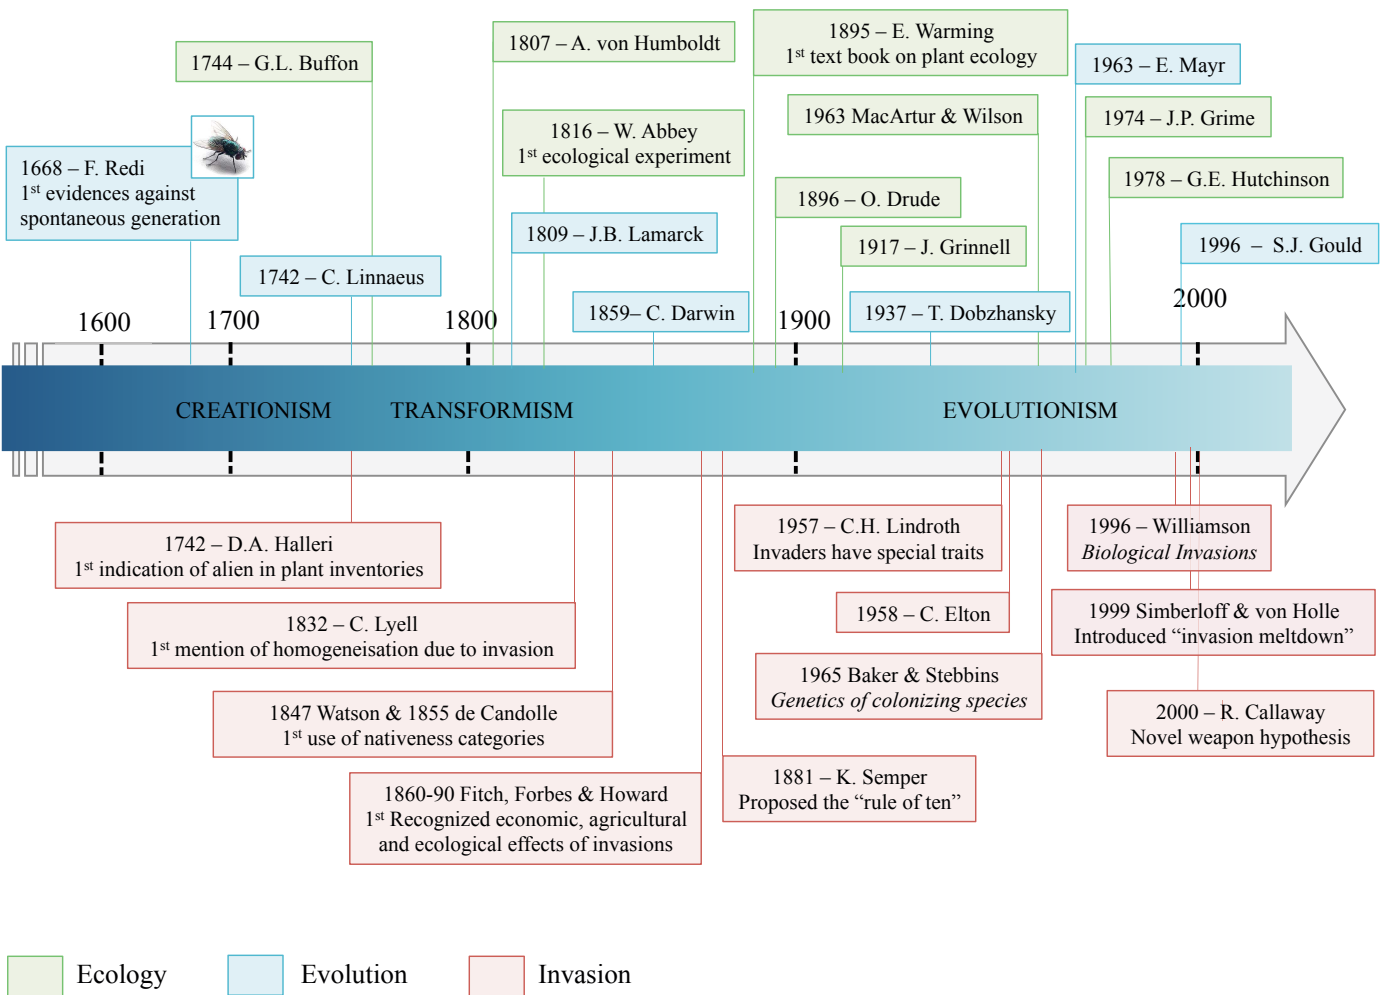 1895 – E. Warming
1st text book on plant ecology
1807 – A. von Humboldt
1744 – G.L. Buffon
1963 – E. Mayr
1963 MacArtur & Wilson
1974 – J.P. Grime
1816 – W. Abbey
1st ecological experiment
1668 – F. Redi
1st evidences against
spontaneous generation
1978 – G.E. Hutchinson
1896 – O. Drude
1809 – J.B. Lamarck
1917 – J. Grinnell
1996 – S.J. Gould
1742 – C. Linnaeus
1859– C. Darwin
1937 – T. Dobzhansky
1600
1700
1800
1900
2000
CREATIONISM
TRANSFORMISM
EVOLUTIONISM
1742 – D.A. Halleri
1st indication of alien in plant inventories
1957 – C.H. Lindroth
Invaders have special traits
1996 – Williamson
Biological Invasions
1832 – C. Lyell
1st mention of homogeneisation due to invasion
1958 – C. Elton
1999 Simberloff & von Holle
Introduced “invasion meltdown”
1847 Watson & 1855 de Candolle
1st use of nativeness categories
1965 Baker & Stebbins
Genetics of colonizing species
2000 – R. Callaway
Novel weapon hypothesis
1860-90 Fitch, Forbes & Howard
1st Recognized economic, agricultural
and ecological effects of invasions
1881 – K. Semper
Proposed the “rule of ten”
Ecology
Evolution
Invasion